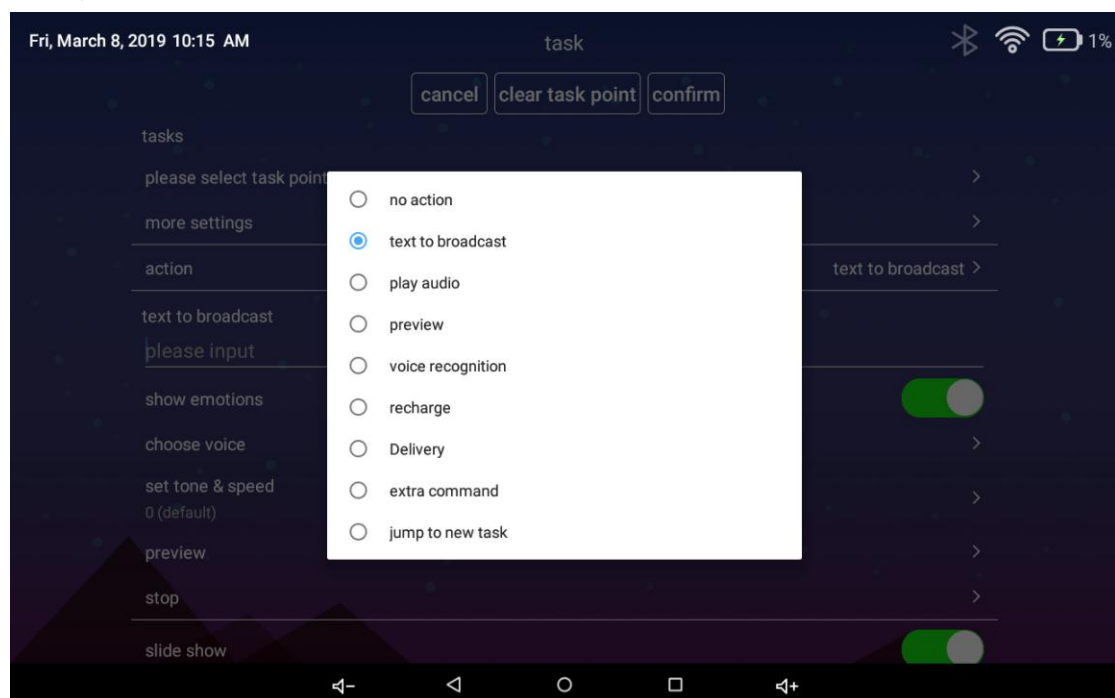 Fri, March 8, 2019 10:15 AM
task
1%
cancel
clear task point
confirm
tasks
please select task point
more settings
action
text to broadcast
text to broadcast
please input
show emotions
choose voice
set tone & speed
0 (default)
preview
stop
slide show
no action
text to broadcast
play audio
preview
voice recognition
recharge
Delivery
extra command
jump to new task